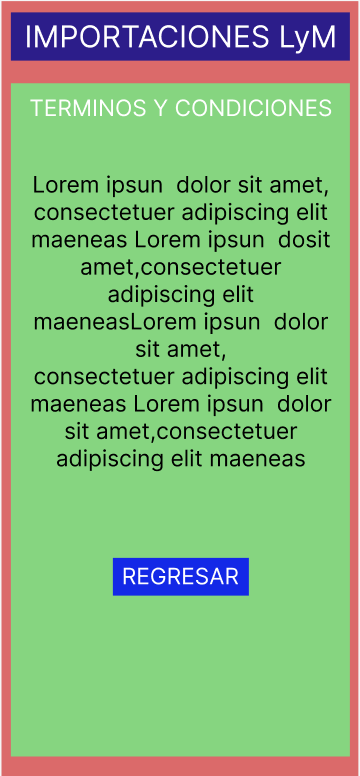 IMPORTACIONES LyM
TERMINOS Y CONDICIONES
Lorem ipsun  dolor sit amet,
consectetuer adipiscing elit
maeneas Lorem ipsun  dosit
amet,consectetuer
adipiscing elit
maeneasLorem ipsun  dolor
sit amet,
consectetuer adipiscing elit
maeneas Lorem ipsun  dolor
sit amet,consectetuer
adipiscing elit maeneas
REGRESAR